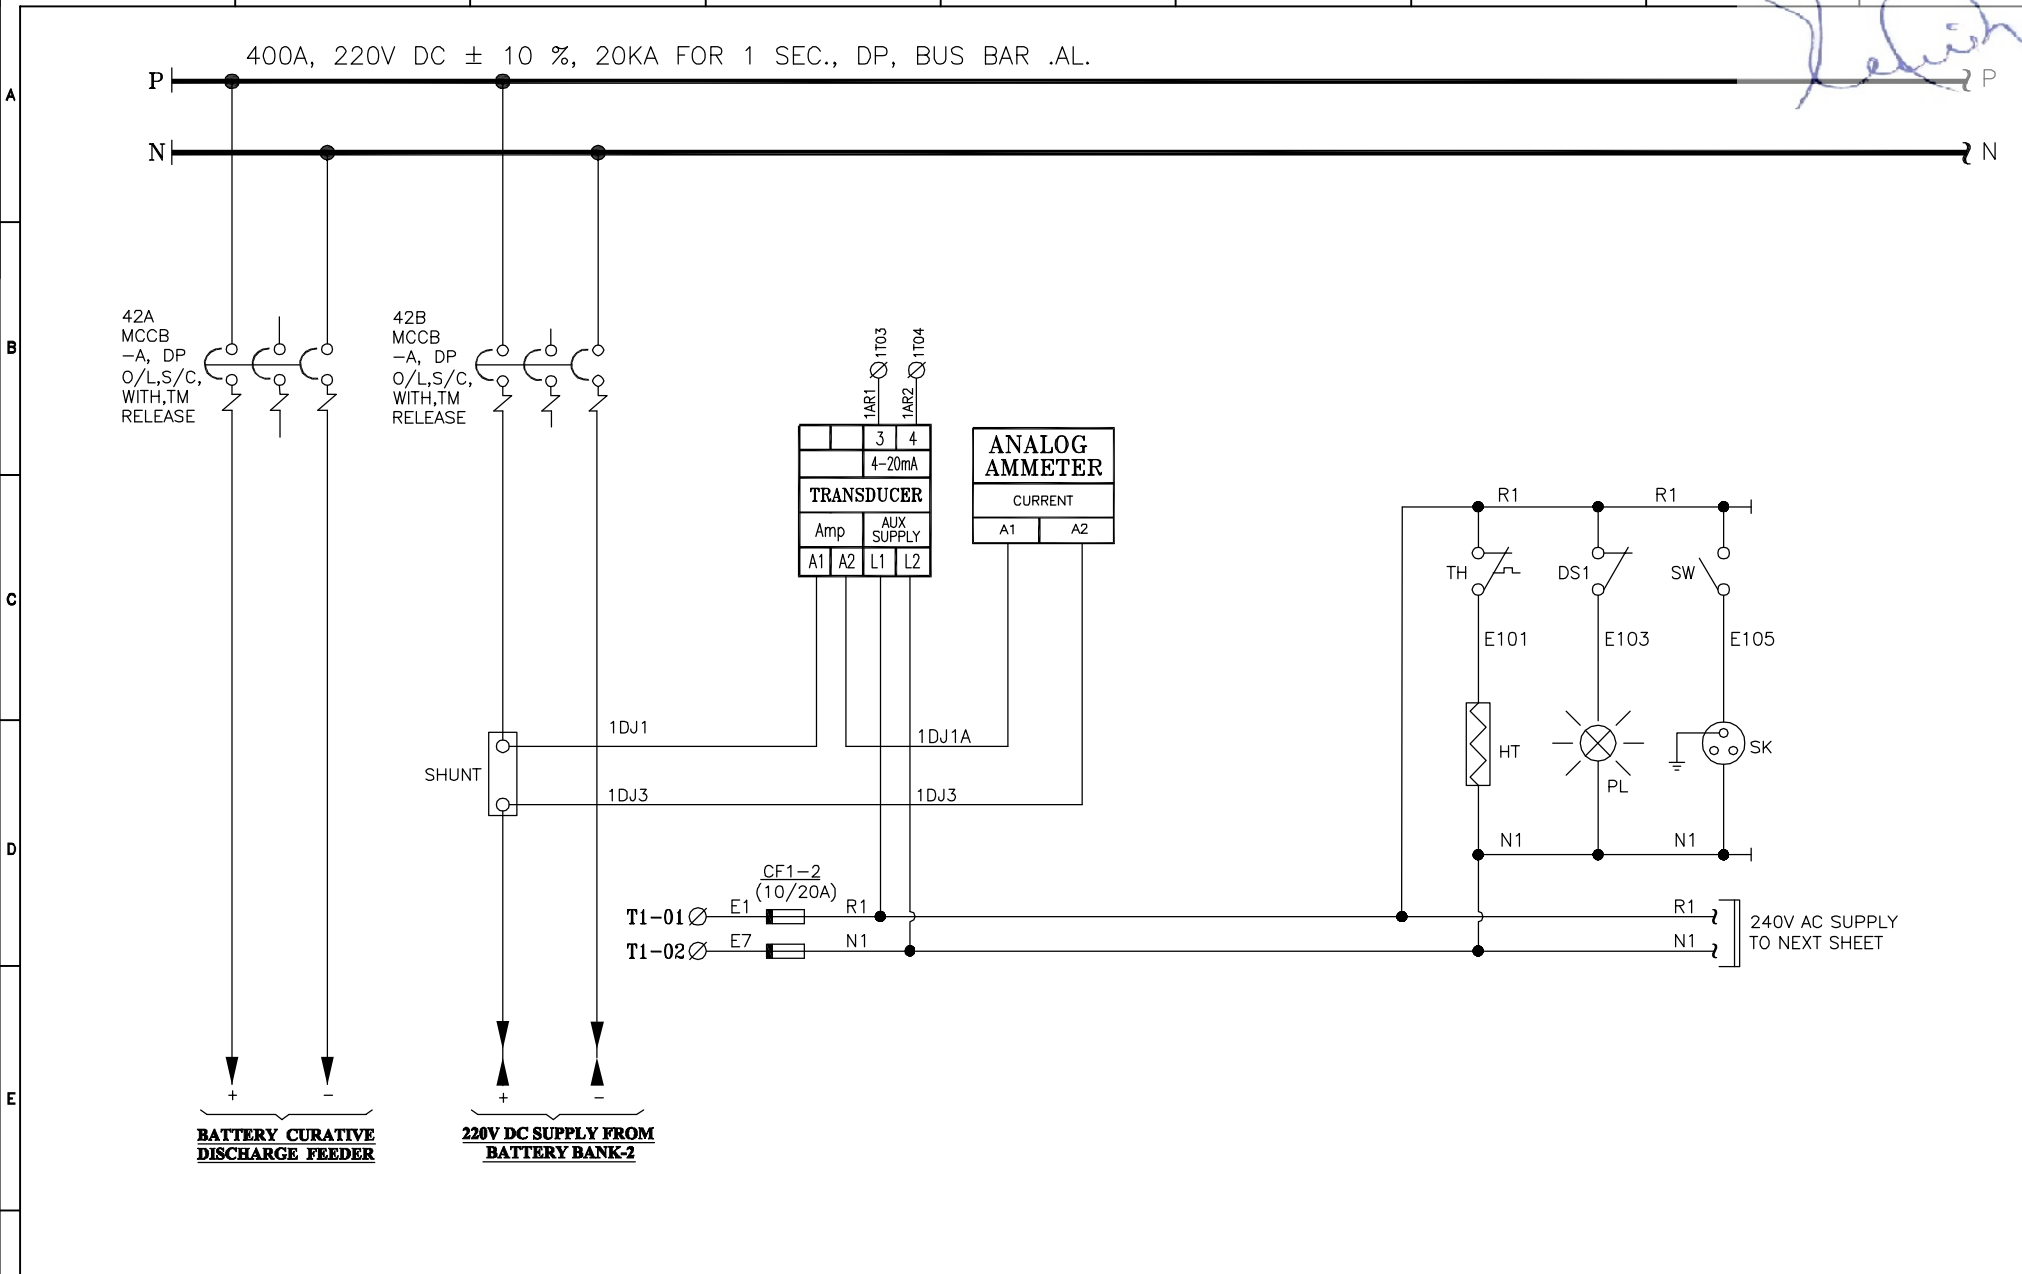 400A, 220V DC ± 10 %, 20KA FOR 1 SEC., DP, BUS BAR .AL.
P
P
A
N
N
42A
MCCB
-A, DP
O/L,S/C,
WITH,TM
RELEASE
42B
MCCB
-A, DP
O/L,S/C,
WITH,TM
RELEASE
B
1T03
1T04
1AR1
1AR2
3 4
4-20mA
TRANSDUCER
Amp
AUX
SUPPLY
A1 A2 L1 L2
ANALOG
AMMETER
CURRENT
A1 A2
R1 R1
TH DS1 SW
C
E101 E103 E105
1DJ1
1DJ1A
SHUNT
HT
PL
SK
1DJ3 1DJ3
N1 N1
D
CF1-2
(10/20A)
T1-01 E1 R1 R1
T1-02 E7 N1 N1
240V AC SUPPLY
TO NEXT SHEET
E
+ -
+ -
BATTERY CURATIVE
DISCHARGE FEEDER
220V DC SUPPLY FROM
BATTERY BANK-2